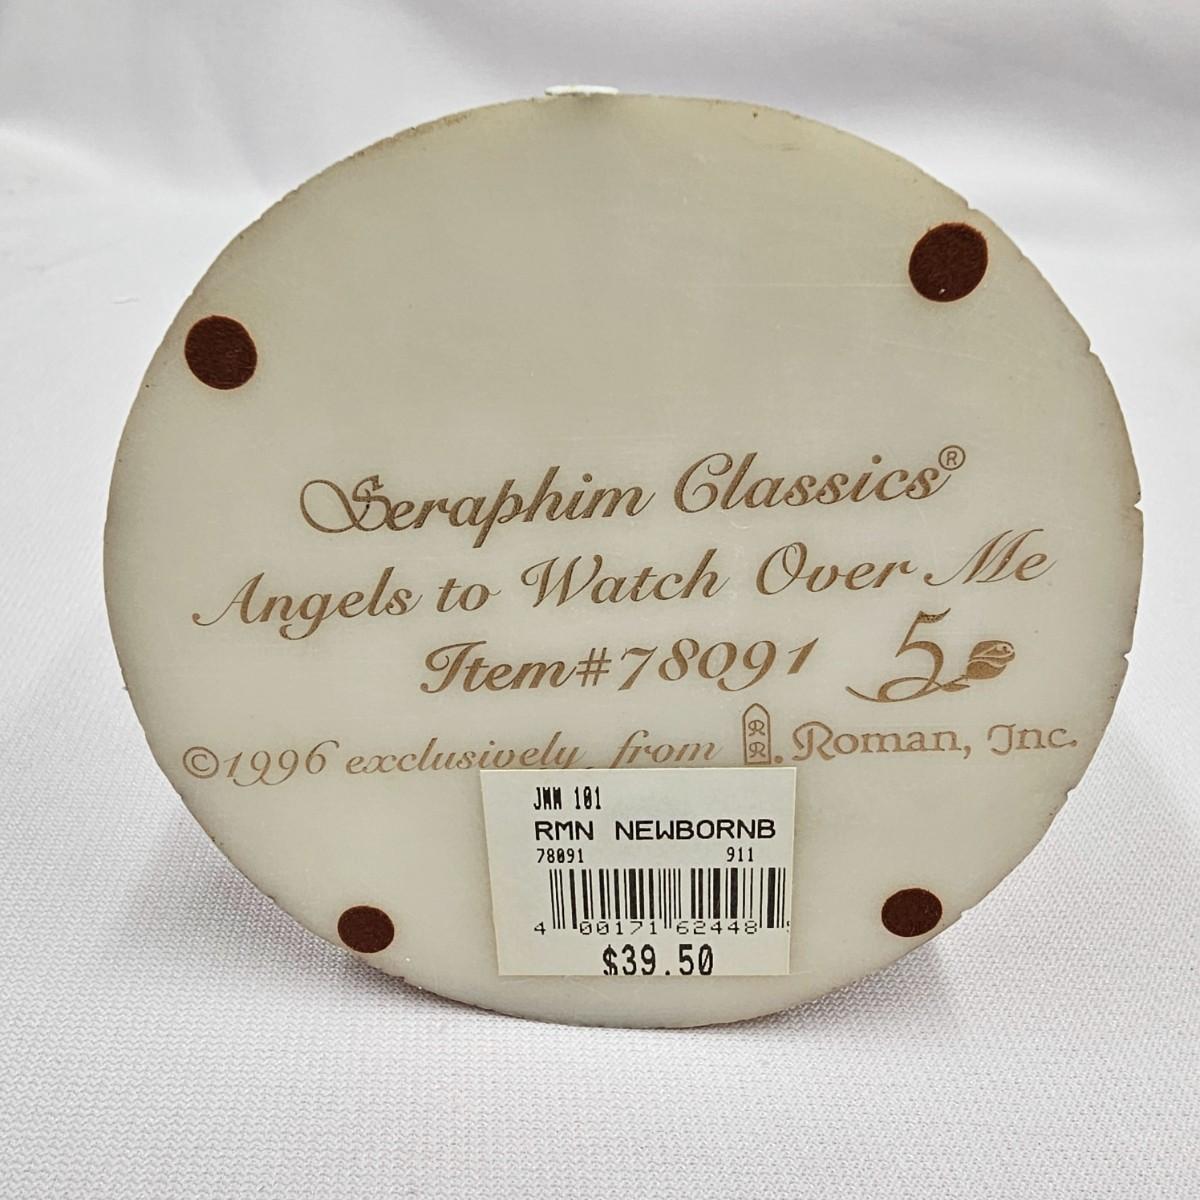 Seraphim Classics®
Angels to Watch Over Me
Item#78091 5
©1996 exclusively from RR. Roman, Inc.
JMM 101
RMN NEWBORNB
78091 911
4 00171 62448
$39.50